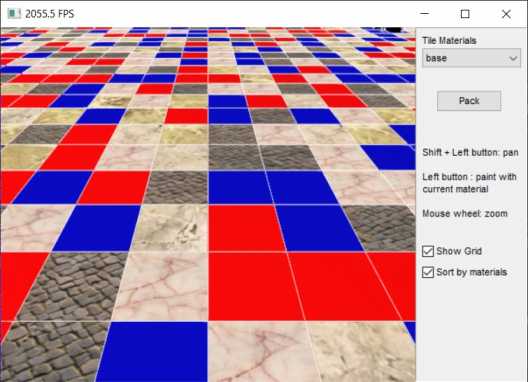 2055.5 FPS
Tile Materials
base
Pack
Shift + Left button: pan
Left button : paint with
current material
Mouse wheel: zoom
Show Grid
Sort by materials